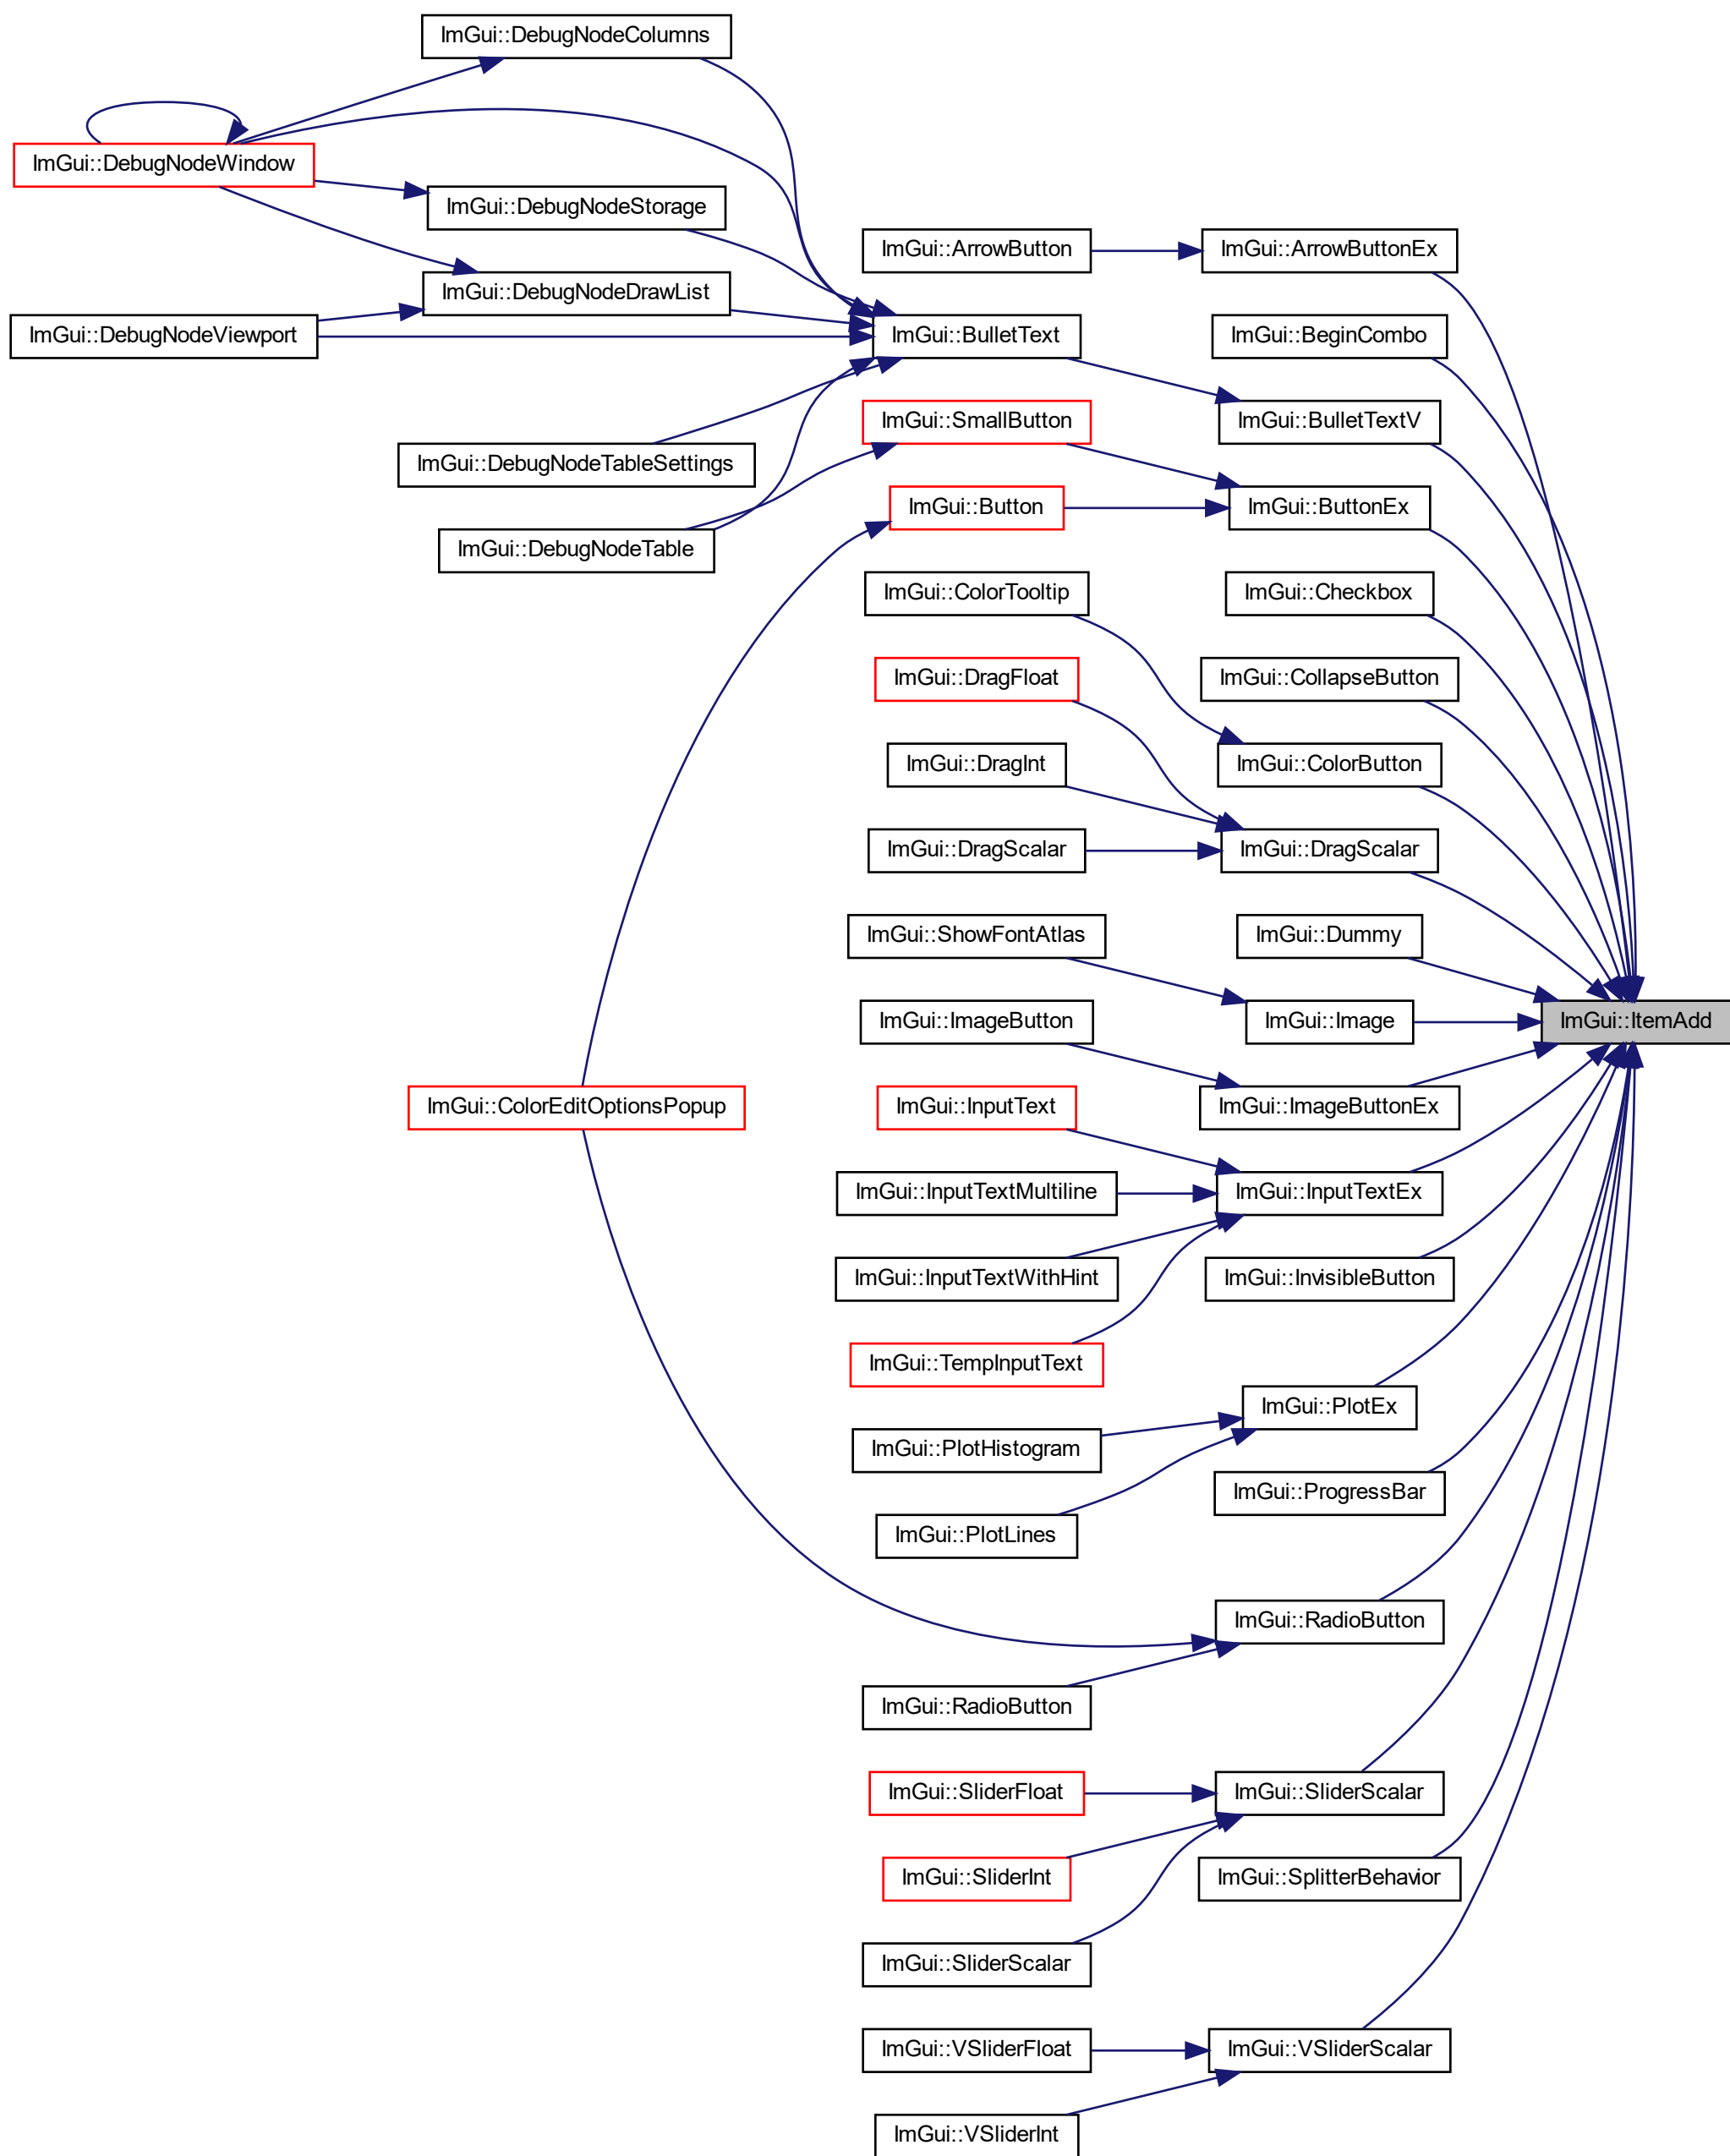 ImGui::DebugNodeColumns
ImGui::DebugNodeWindow
ImGui::DebugNodeStorage
ImGui::ArrowButton
ImGui::ArrowButtonEx
ImGui::DebugNodeDrawList
ImGui::DebugNodeViewport
ImGui::BulletText
ImGui::BeginCombo
ImGui::SmallButton
ImGui::BulletTextV
ImGui::DebugNodeTableSettings
ImGui::Button
ImGui::ButtonEx
ImGui::DebugNodeTable
ImGui::ColorTooltip
ImGui::Checkbox
ImGui::DragFloat
ImGui::CollapseButton
ImGui::DragInt
ImGui::ColorButton
ImGui::DragScalar
ImGui::DragScalar
ImGui::ShowFontAtlas
ImGui::Dummy
ImGui::ImageButton
ImGui::Image
ImGui::ItemAdd
ImGui::ColorEditOptionsPopup
ImGui::InputText
ImGui::ImageButtonEx
ImGui::InputTextMultiline
ImGui::InputTextEx
ImGui::InputTextWithHint
ImGui::InvisibleButton
ImGui::TempInputText
ImGui::PlotEx
ImGui::PlotHistogram
ImGui::ProgressBar
ImGui::PlotLines
ImGui::RadioButton
ImGui::RadioButton
ImGui::SliderFloat
ImGui::SliderScalar
ImGui::SliderInt
ImGui::SplitterBehavior
ImGui::SliderScalar
ImGui::VSliderFloat
ImGui::VSliderScalar
ImGui::VSliderInt